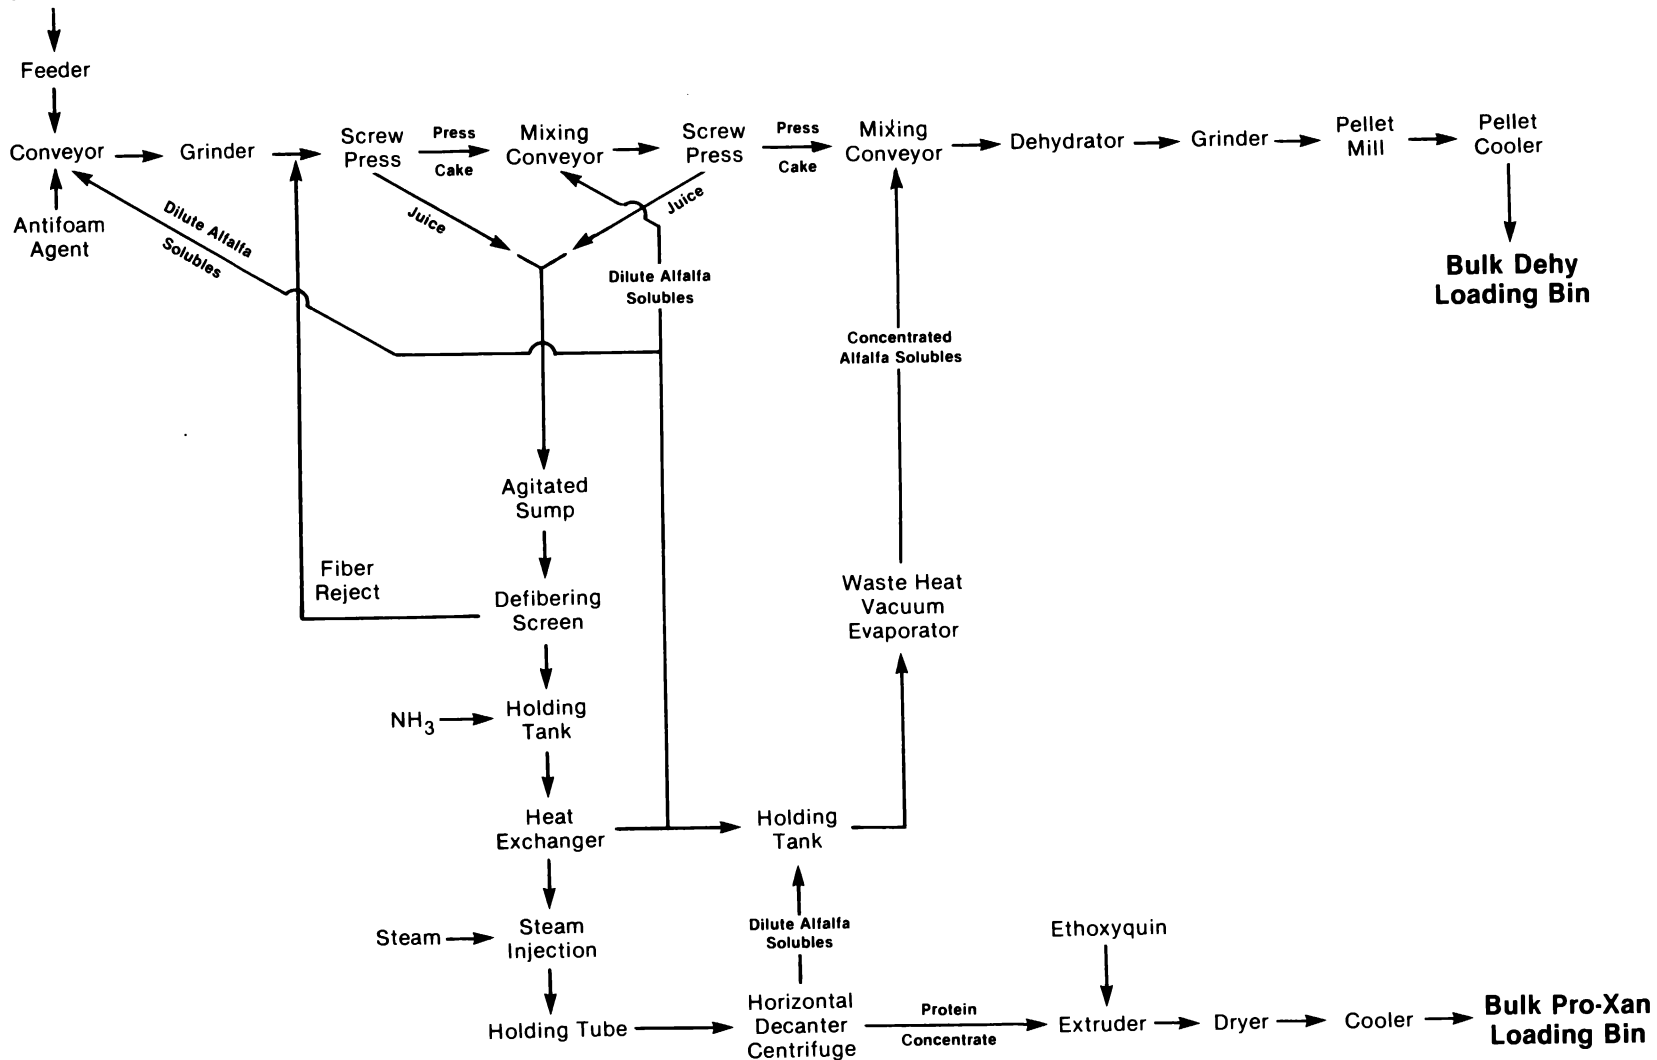 Feeder
Conveyor
Grinder
Screw
Press
Press
Cake
Mixing
Conveyor
Screw
Press
Press
Cake
Mixing
Conveyor
Dehydrator
Grinder
Pellet
Mill
Pellet
Cooler
Antifoam
Agent
Dilute Alfalfa
Solubles
Juice
Juice
Dilute Alfalfa
Solubles
Bulk Dehy
Loading Bin
Concentrated
Alfalfa Solubles
Agitated
Sump
Fiber
Reject
Defibering
Screen
Waste Heat
Vacuum
Evaporator
NH3
Holding
Tank
Heat
Exchanger
Holding
Tank
Steam
Steam
Injection
Dilute Alfalfa
Solubles
Ethoxyquin
Holding Tube
Horizontal
Decanter
Centrifuge
Protein
Concentrate
Extruder
Dryer
Cooler
Bulk Pro-Xan
Loading Bin